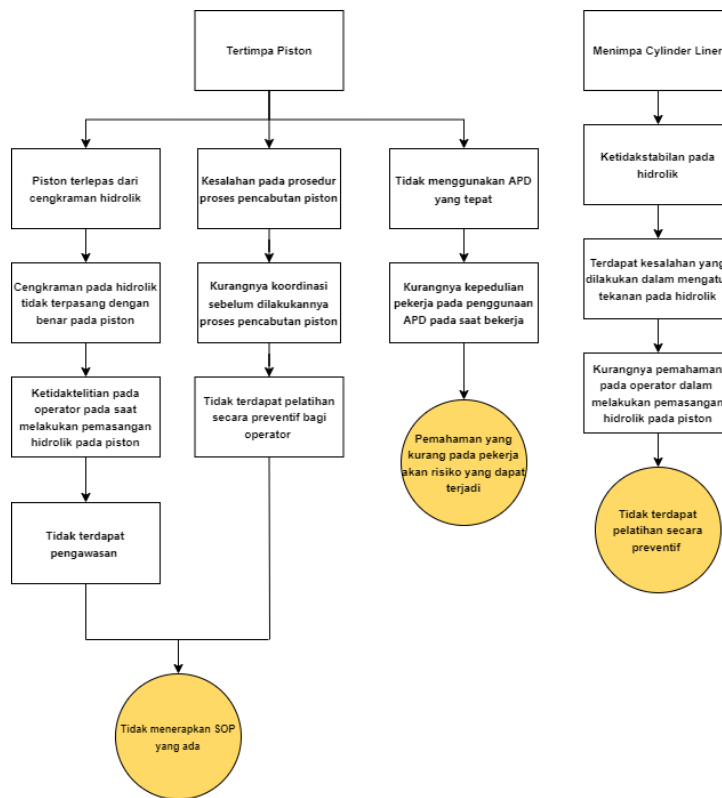 Tertimpa Piston
Piston terlepas dari
cengkraman hidrolik
Cengkraman pada hidrolik
tidak terpasang dengan
benar pada piston
Ketidaktelitian pada
operator pada saat
melakukan pemasangan
hidrolik pada piston
Tidak terdapat
pengawasan
Kesalahan pada prosedur
proses pencabutan piston
Kurangnya koordinasi
sebelum dilakukannya
proses pencabutan piston
Tidak terdapat pelatihan
secara preventif bagi
operator
Tidak menerapkan SOP
yang ada
Tidak menggunakan APD
yang tepat
Kurangnya kepedulian
pekerja pada penggunaan
APD pada saat bekerja
Pemahaman yang
kurang pada pekerja
akan risiko yang dapat
terjadi
Menimpa Cylinder Liner
Ketidakstabilan pada
hidrolik
Terdapat kesalahan yang
dilakukan dalam mengatur
tekanan pada hidrolik
Kurangnya pemahaman
pada operator dalam
melakukan pemasangan
hidrolik pada piston
Tidak terdapat
pelatihan secara
preventif